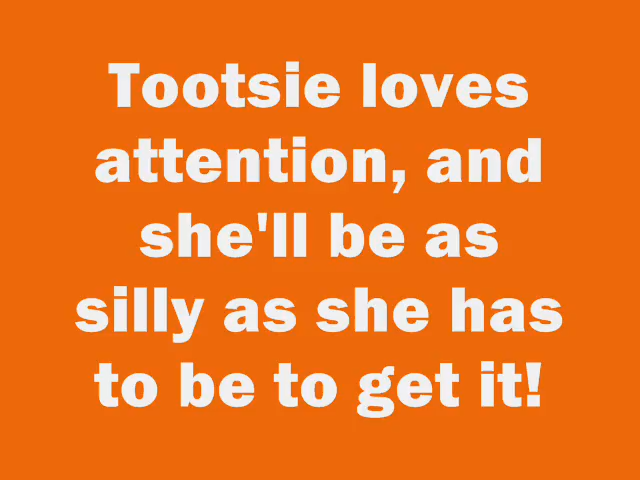 Tootsie loves
attention, and
she'll be as
silly as she has
to be to get it!